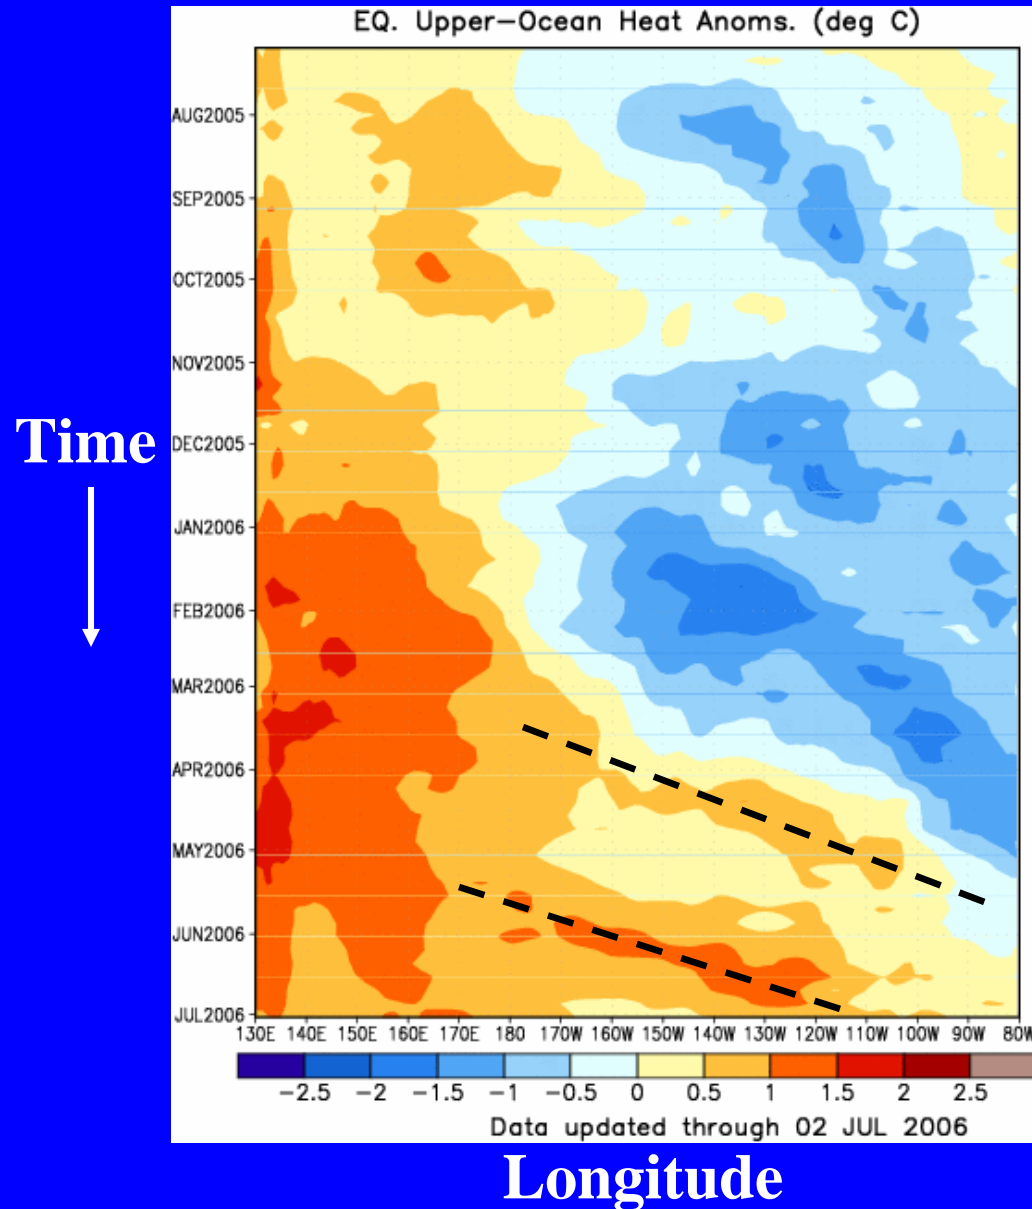 EQ. Upper-Ocean Heat Anoms. (deg C)
AUG2005
SEP2005
OCT2005
NOV2005
Time
DEC2005
JAN2006
FEB2006
MAR2006
APR2006
MAY2006
JUN2006
JUL2006
130E 140E 150E 160E 170E 180 170W 160W 150W 140W 130W 120W 110W 100W 90W 80W
-2.5 -2 -1.5 -1 -0.5 0 0.5 1 1.5 2 2.5
Data updated through 02 JUL 2006
Longitude